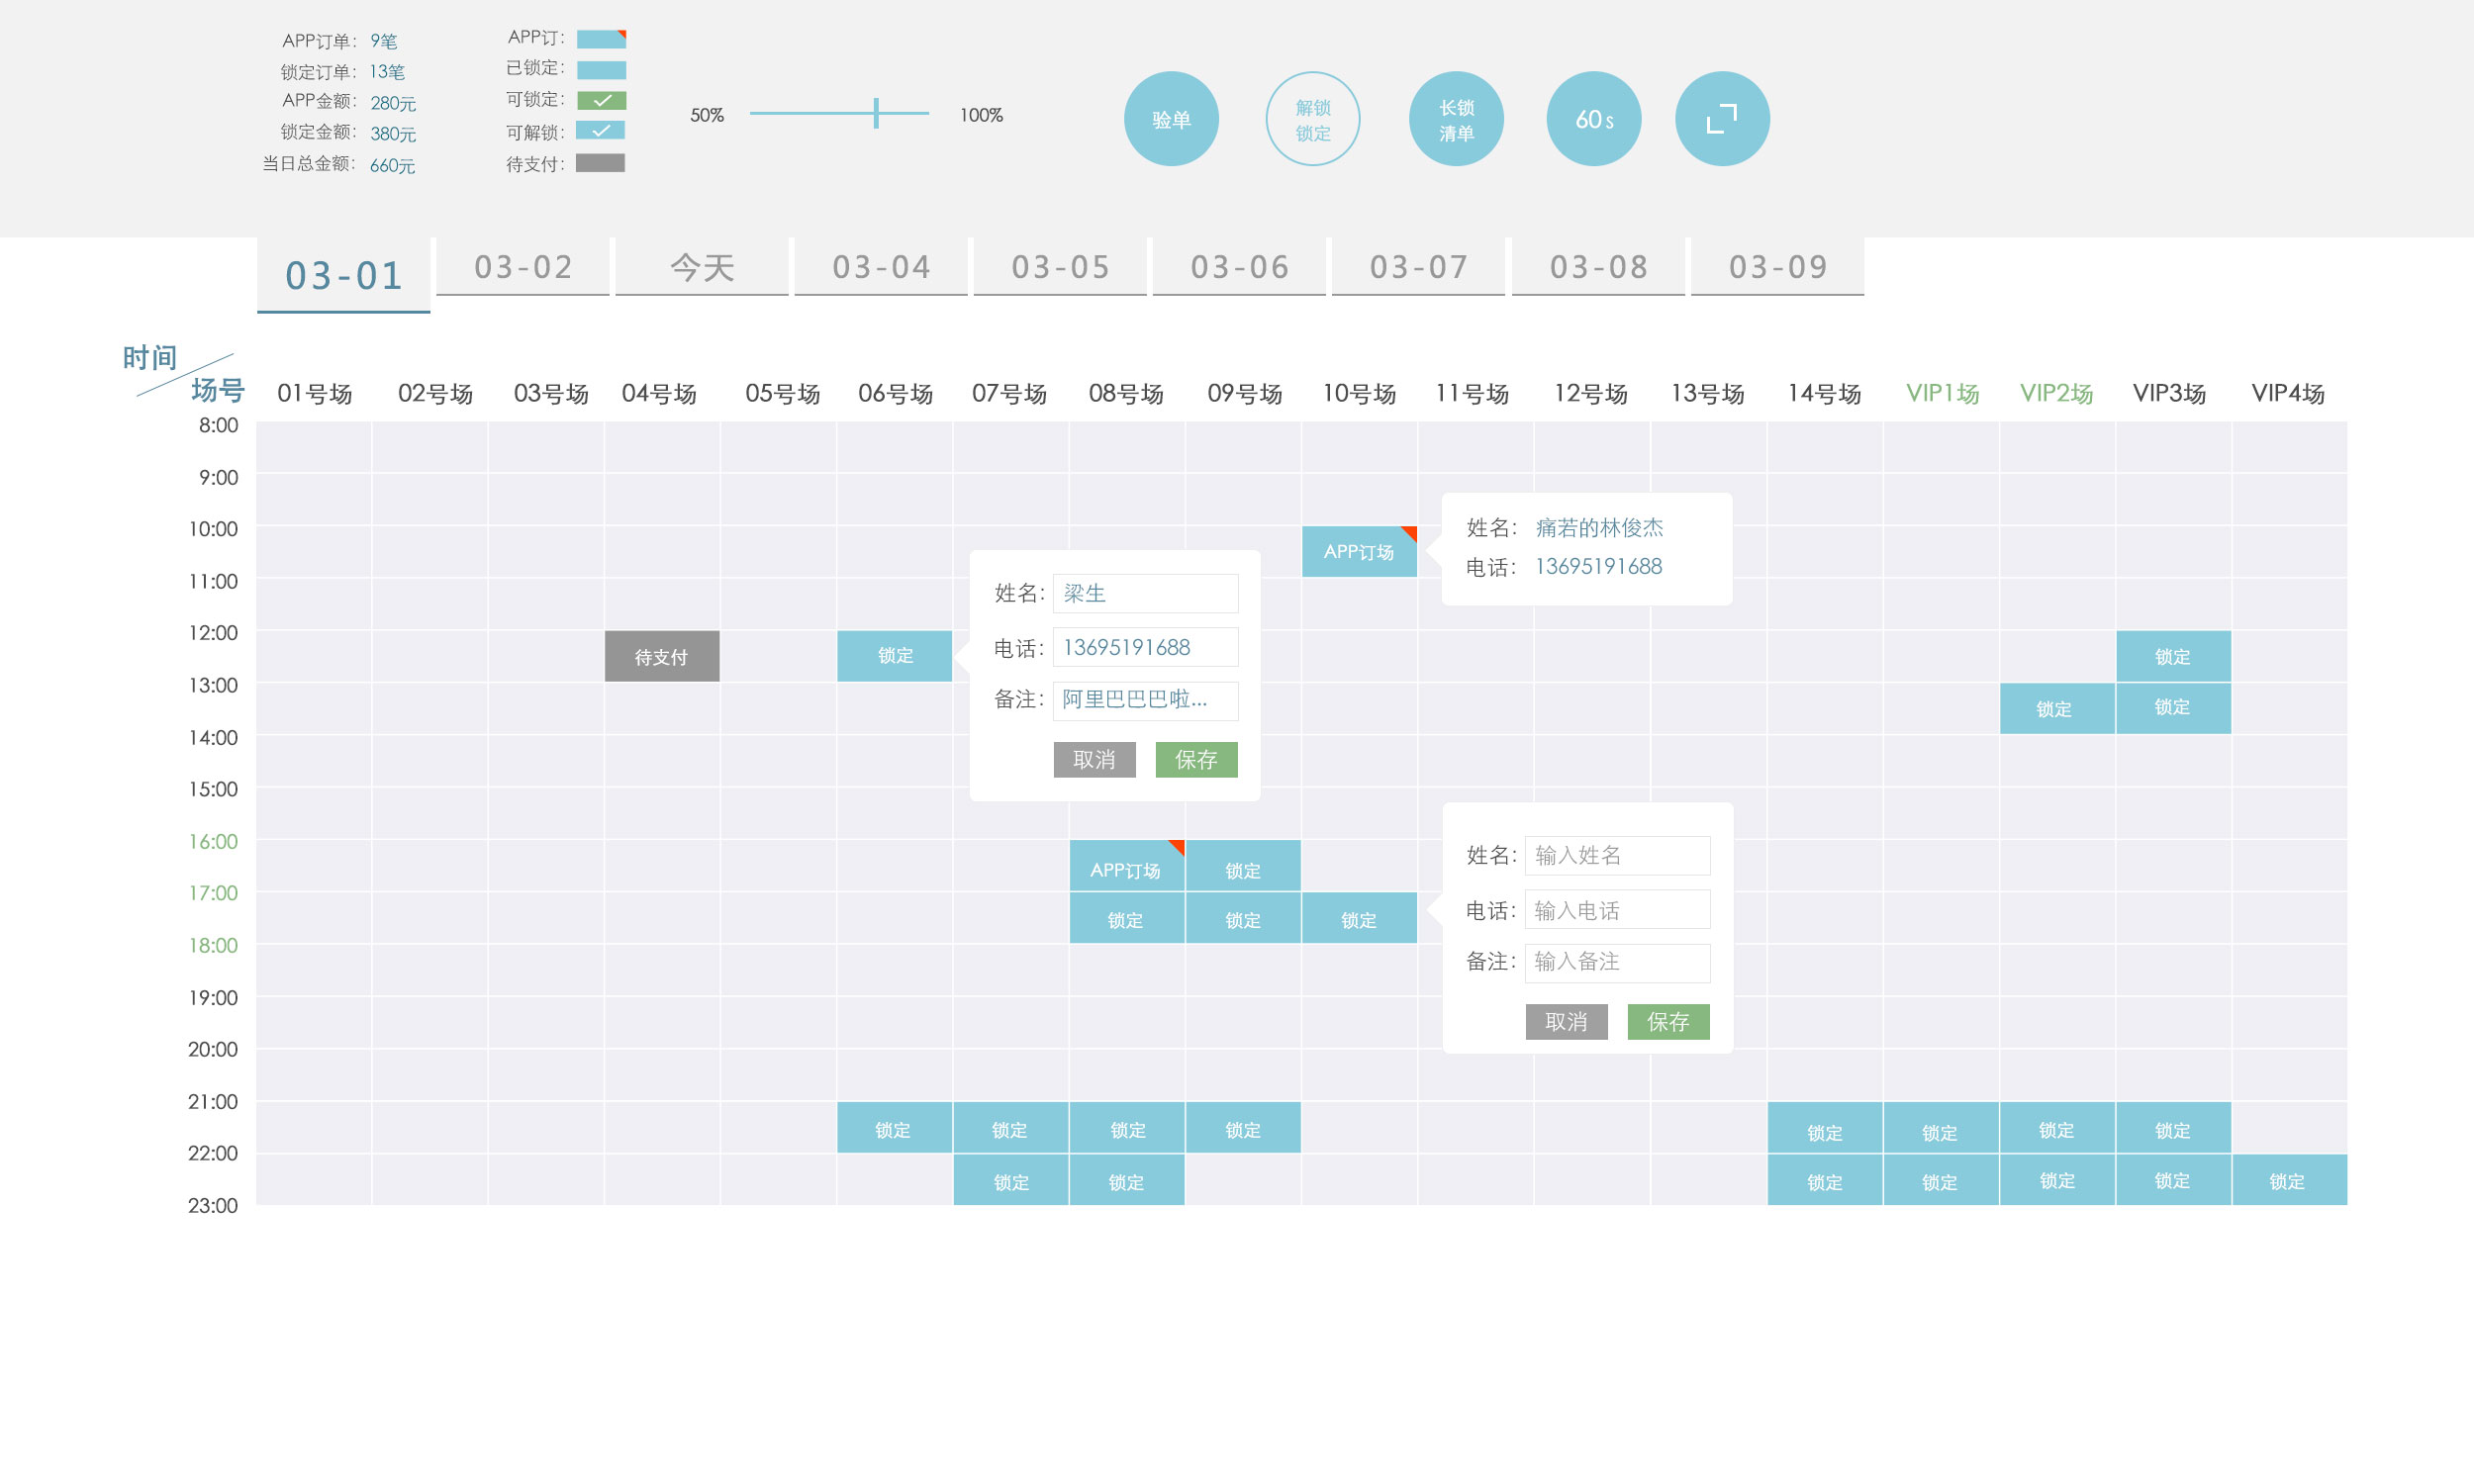 APP订单： 9笔
锁定订单： 13笔
APP金额： 280元
锁定金额： 380元
当日总金额： 660元
APP订：
已锁定：
可锁定：
可解锁：
待支付：
50% 100%
验单
解锁
锁定
长锁
清单
60 s
03-01 03-02 今天 03-04 03-05 03-06 03-07 03-08 03-09
时间
场号
01号场 02号场 03号场 04号场 05号场 06号场 07号场 08号场 09号场 10号场 11号场 12号场 13号场 14号场 VIP1场 VIP2场 VIP3场 VIP4场
8:00
9:00
10:00
APP订场
姓名： 痛若的林俊杰
电话： 13695191688
11:00
姓名： 梁生
12:00
待支付 锁定 锁定
电话： 13695191688
13:00
备注： 阿里巴巴巴啦...
锁定 锁定
14:00
取消 保存
15:00
16:00
APP订场 锁定
姓名： 输入姓名
17:00
锁定 锁定 锁定
电话： 输入电话
18:00
备注： 输入备注
19:00
取消 保存
20:00
21:00
锁定 锁定 锁定 锁定 锁定 锁定 锁定 锁定
22:00
锁定 锁定 锁定 锁定 锁定 锁定 锁定
23:00